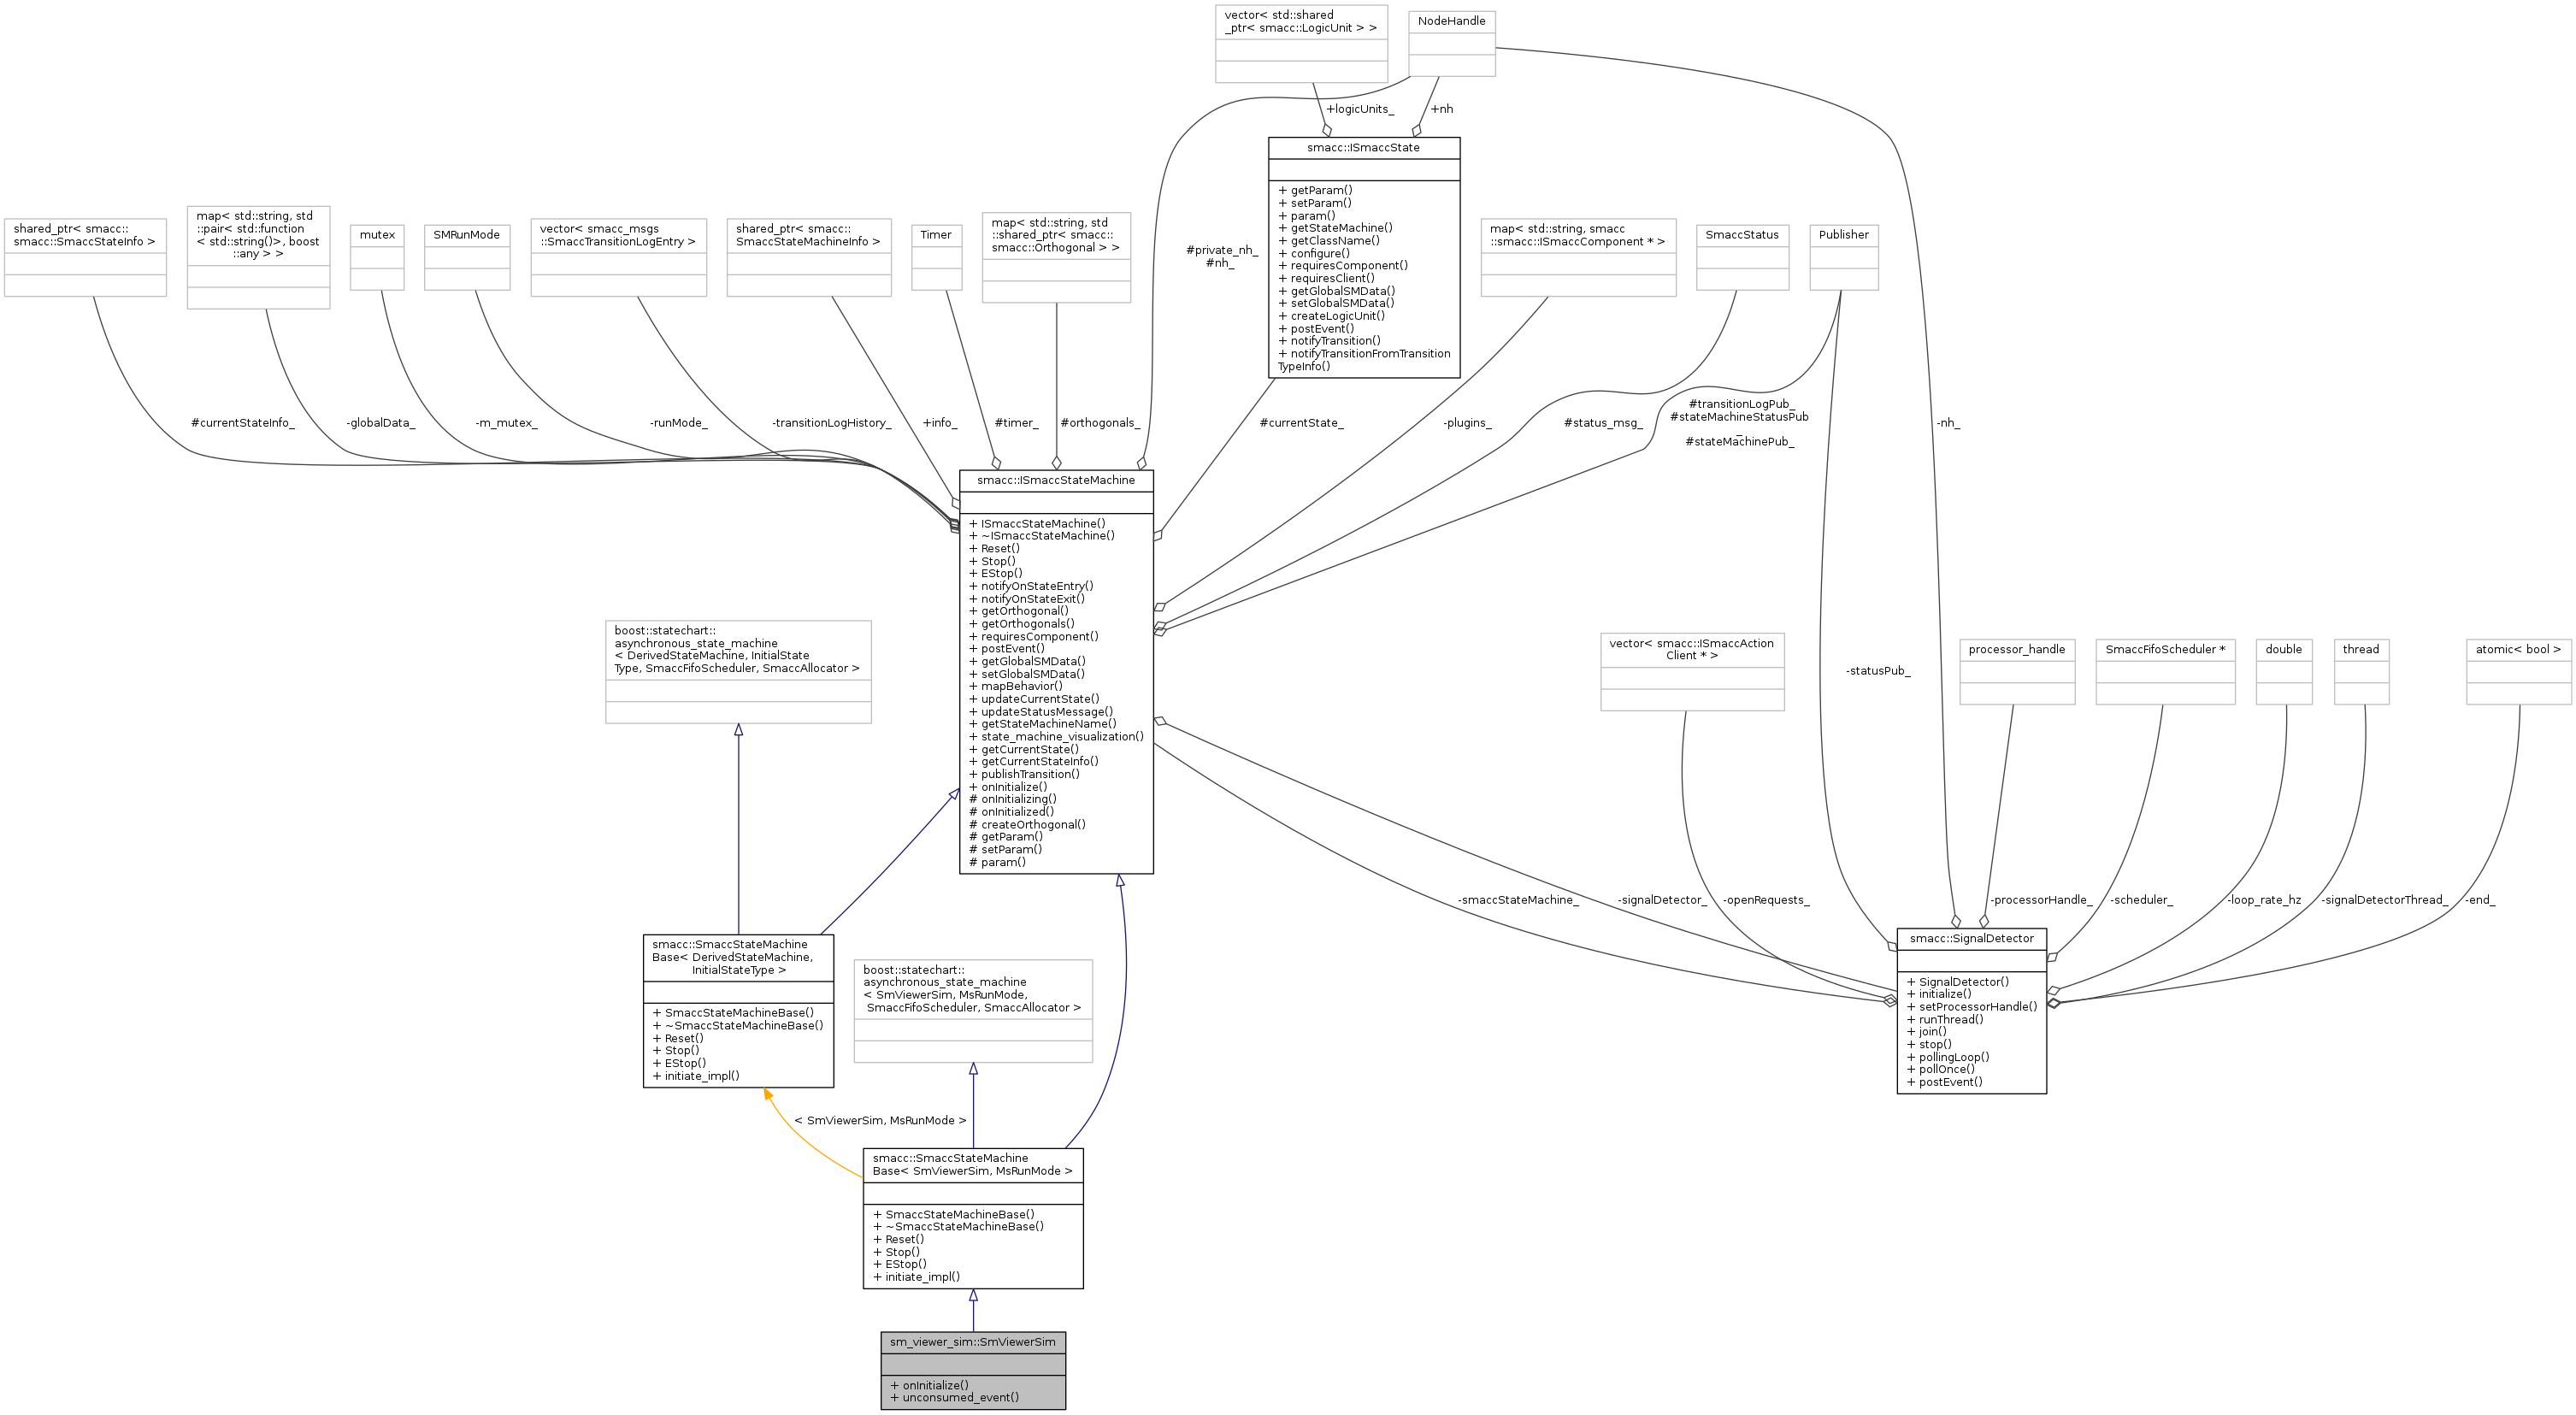 vector< std::shared
_ptr< smacc::LogicUnit > >
NodeHandle
+logicUnits_
+nh
smacc::ISmaccState
+ getParam()
+ setParam()
+ param()
+ getStateMachine()
+ getClassName()
+ configure()
+ requiresComponent()
+ requiresClient()
+ getGlobalSMData()
+ setGlobalSMData()
+ createLogicUnit()
+ postEvent()
+ notifyTransition()
+ notifyTransitionFromTransition
TypeInfo()
shared_ptr< smacc::
smacc::SmaccStateInfo >
map< std::string, std
::pair< std::function
< std::string()>, boost
::any > >
mutex
SMRunMode
vector< smacc_msgs
::SmaccTransitionLogEntry >
shared_ptr< smacc::
SmaccStateMachineInfo >
Timer
map< std::string, std
::shared_ptr< smacc::
smacc::Orthogonal > >
#private_nh_
#nh_
map< std::string, smacc
::smacc::ISmaccComponent * >
SmaccStatus
Publisher
#currentStateInfo_
-globalData_
-m_mutex_
-runMode_
-transitionLogHistory_
+info_
#timer_
#orthogonals_
#currentState_
-plugins_
#status_msg_
#transitionLogPub_
#stateMachineStatusPub
_
#stateMachinePub_
-nh_
smacc::ISmaccStateMachine
+ ISmaccStateMachine()
+ ~ISmaccStateMachine()
+ Reset()
+ Stop()
+ EStop()
+ notifyOnStateEntry()
+ notifyOnStateExit()
+ getOrthogonal()
+ getOrthogonals()
+ requiresComponent()
+ postEvent()
+ getGlobalSMData()
+ setGlobalSMData()
+ mapBehavior()
+ updateCurrentState()
+ updateStatusMessage()
+ getStateMachineName()
+ state_machine_visualization()
+ getCurrentState()
+ getCurrentStateInfo()
+ publishTransition()
+ onInitialize()
# onInitializing()
# onInitialized()
# createOrthogonal()
# getParam()
# setParam()
# param()
boost::statechart::
asynchronous_state_machine
< DerivedStateMachine, InitialState
Type, SmaccFifoScheduler, SmaccAllocator >
vector< smacc::ISmaccAction
Client * >
-statusPub_
processor_handle
SmaccFifoScheduler *
double
thread
atomic< bool >
-smaccStateMachine_
-signalDetector_
-openRequests_
-processorHandle_
-scheduler_
-loop_rate_hz
-signalDetectorThread_
-end_
smacc::SignalDetector
+ SignalDetector()
+ initialize()
+ setProcessorHandle()
+ runThread()
+ join()
+ stop()
+ pollingLoop()
+ pollOnce()
+ postEvent()
smacc::SmaccStateMachine
Base< DerivedStateMachine,
InitialStateType >
+ SmaccStateMachineBase()
+ ~SmaccStateMachineBase()
+ Reset()
+ Stop()
+ EStop()
+ initiate_impl()
boost::statechart::
asynchronous_state_machine
< SmViewerSim, MsRunMode,
SmaccFifoScheduler, SmaccAllocator >
< SmViewerSim, MsRunMode >
smacc::SmaccStateMachine
Base< SmViewerSim, MsRunMode >
+ SmaccStateMachineBase()
+ ~SmaccStateMachineBase()
+ Reset()
+ Stop()
+ EStop()
+ initiate_impl()
sm_viewer_sim::SmViewerSim
+ onInitialize()
+ unconsumed_event()